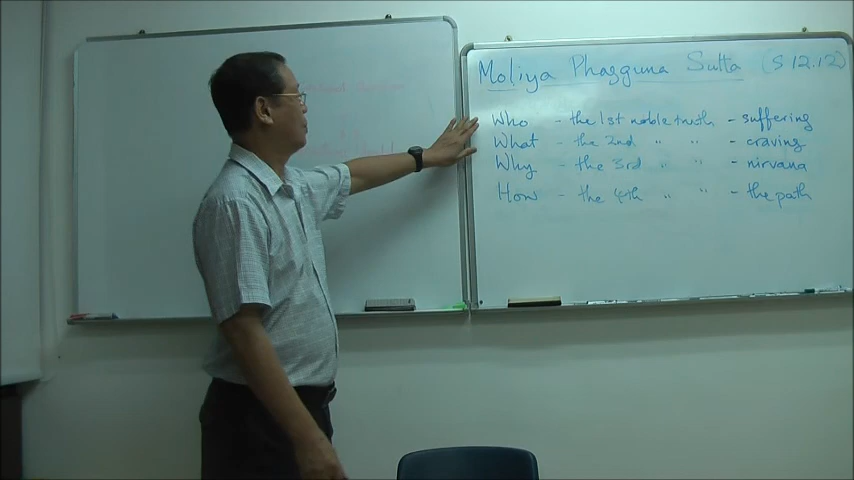 Moliya Phagguna Sutta (S 12.12)
Who - the 1st noble truth - suffering
What - the 2nd " " - craving
Why - the 3rd " " - nirvana
How - the 4th " " - the path